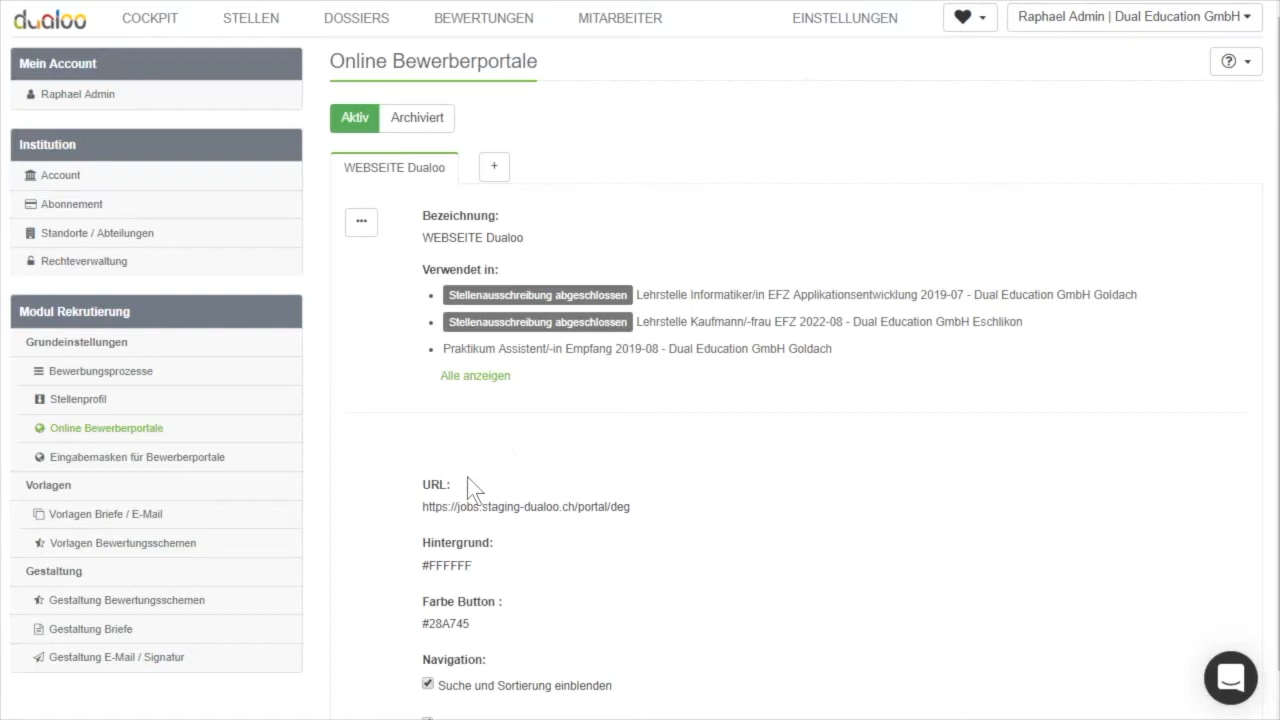 dualoo COCKPIT STELLEN DOSSIERS BEWERTUNGEN MITARBEITER EINSTELLUNGEN Raphael Admin | Dual Education GmbH
Mein Account
Raphael Admin
Institution
Account
Abonnement
Standorte / Abteilungen
Rechteverwaltung
Modul Rekrutierung
Grundeinstellungen
Bewerbungsprozesse
Stellenprofil
Online Bewerberportale
Eingabemasken für Bewerberportale
Vorlagen
Vorlagen Briefe / E-Mail
Vorlagen Bewertungsschemen
Gestaltung
Gestaltung Bewertungsschemen
Gestaltung Briefe
Gestaltung E-Mail / Signatur
Online Bewerberportale
Aktiv Archiviert
WEBSEITE Dualoo +
Bezeichnung:
WEBSEITE Dualoo
Verwendet in:
Stellenausschreibung abgeschlossen Lehrstelle Informatiker/in EFZ Applikationsentwicklung 2019-07 - Dual Education GmbH Goldach
Stellenausschreibung abgeschlossen Lehrstelle Kaufmann/-frau EFZ 2022-08 - Dual Education GmbH Eschlikon
Praktikum Assistent/-in Empfang 2019-08 - Dual Education GmbH Goldach
Alle anzeigen
URL:
https://jobs.staging-dualoo.ch/portal/deg
Hintergrund:
#FFFFFF
Farbe Button :
#28A745
Navigation:
Suche und Sortierung einblenden